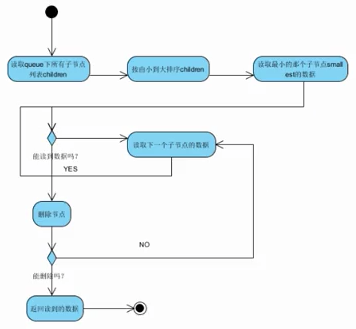 读取queue下所有子节点
列表children
按由小到大排序children
读取最小的那个子节点small
est的数据
读取下一个子节点的数据
能读到数据吗？
YES
删除节点
NO
能删除吗？
返回读到的数据